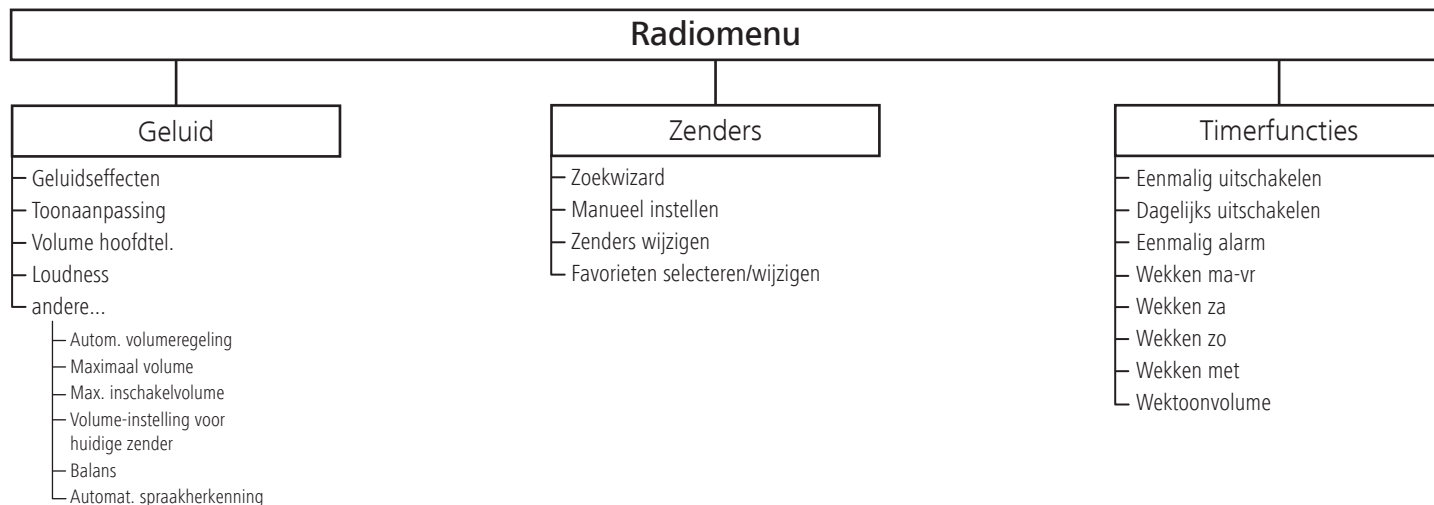 Radiomenu
Geluid
Geluidseffecten
Toonaanpassing
Volume hoofdtel.
Loudness
andere...
Autom. volumeregeling
Maximaal volume
Max. inschakelvolume
Volume-instelling voor
huidige zender
Balans
Automat. spraakherkenning
Zenders
Zoekwizard
Manueel instellen
Zenders wijzigen
Favorieten selecteren/wijzigen
Timerfuncties
Eenmalig uitschakelen
Dagelijks uitschakelen
Eenmalig alarm
Wekken ma-vr
Wekken za
Wekken zo
Wekken met
Wektoonvolume